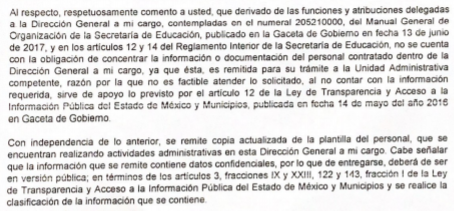 Al respecto, respetuosamente comento a usted, que derivado de las funciones y atribuciones delegadas
a la Dirección General a mi cargo, contempladas en el numeral 205210000, del Manual General de
Organización de la Secretaría de Educación, publicado en la Gaceta de Gobierno en fecha 13 de junio
de 2017, y en los artículos 12 y 14 del Reglamento Interior de la Secretaría de Educación, no se cuenta
con la obligación de concentrar la información o documentación del personal contratado dentro de la
Dirección General a mi cargo, ya que ésta, es remitida para su trámite a la Unidad Administrativa
competente, razón por la que no es factible atender lo solicitado, al no contar con la información
requerida, sirve de apoyo lo previsto por el artículo 12 de la Ley de Transparencia y Acceso a la
Información Pública del Estado de México y Municipios, publicada en fecha 14 de mayo del año 2016
en Gaceta de Gobierno.
Con independencia de lo anterior, se remite copia actualizada de la plantilla del personal, que se
encuentran realizando actividades administrativas en esta Dirección General a mi cargo. Cabe señalar
que la información que se remite contiene datos confidenciales, por lo que de entregarse, deberá de ser
en versión pública; en términos de los artículos 3, fracciones IX y XXIII, 122 y 143, fracción I de la Ley
de Transparencia y Acceso a la Información Pública del Estado de México y Municipios y se realice la
clasificación de la información que se contiene.